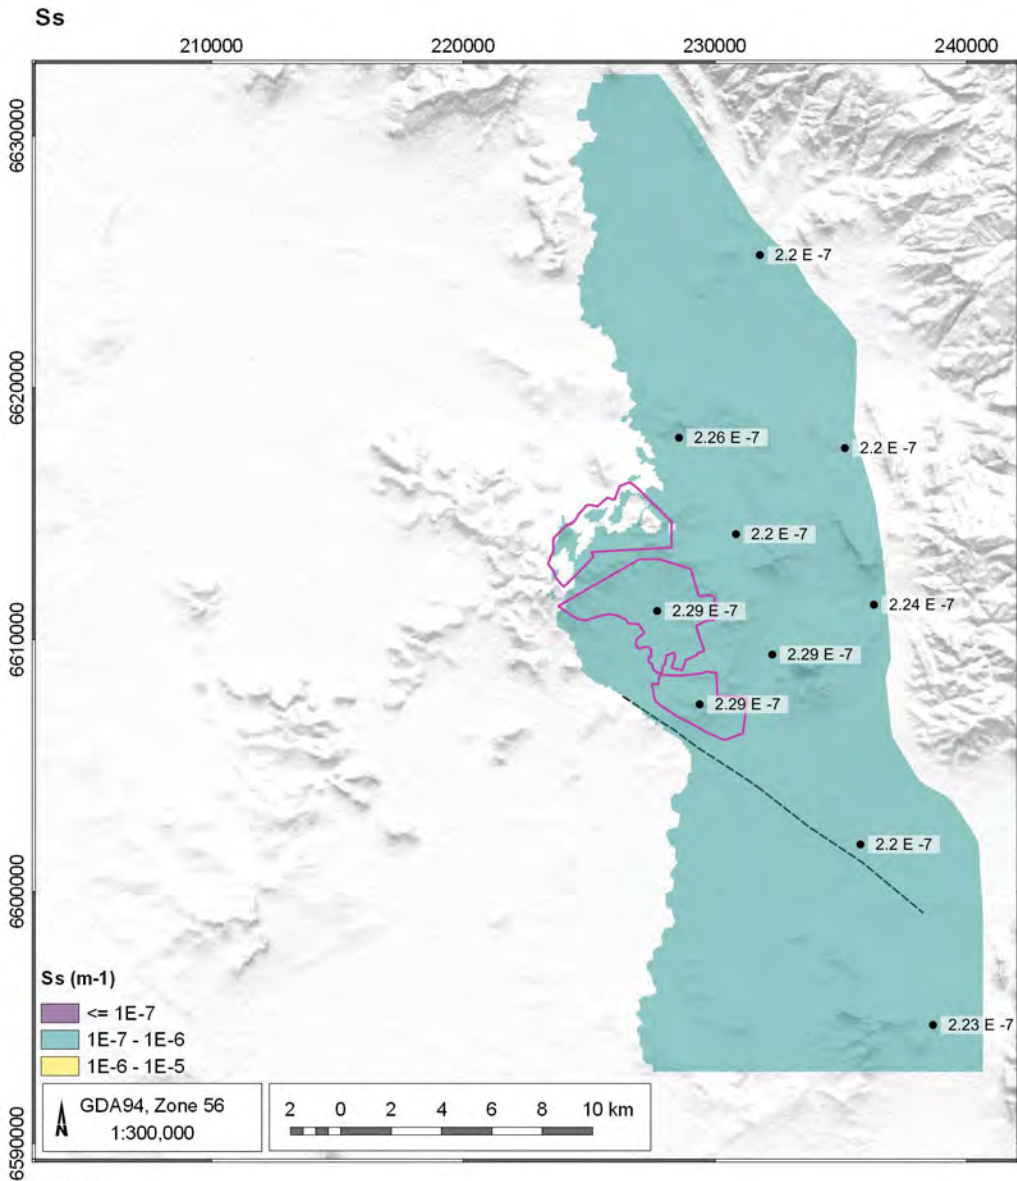 Ss
210000 220000 230000 240000
6630000
2.2 E -7
6620000
2.26 E -7
2.2 E -7
2.2 E -7
2.24 E -7
2.29 E -7
6610000
2.29 E -7
2.29 E -7
2.2 E -7
6600000
2.23 E -7
Ss (m-1)
<= 1E-7
1E-7 - 1E-6
1E-6 - 1E-5
GDA94, Zone 56
1:300,000
N
2 0 2 4 6 8 10 km
6590000